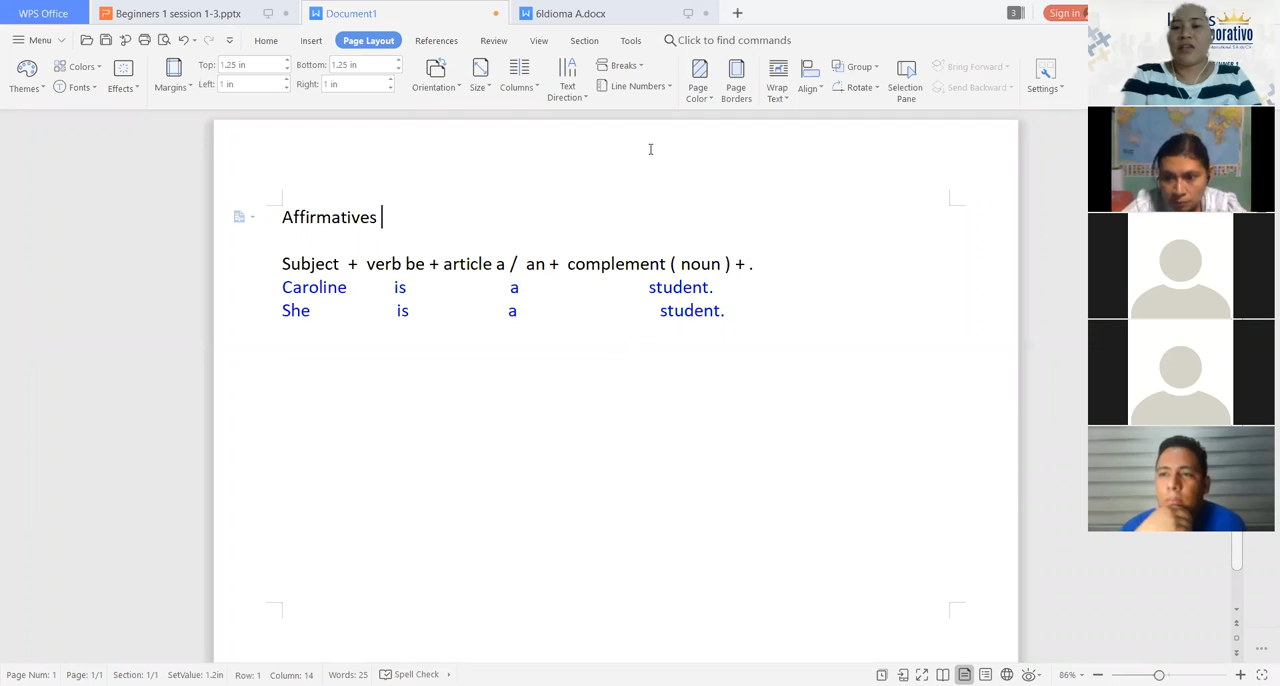 WPS Office
Beginners 1 session 1-3.pptx
Document1
6Idioma A.docx
3
Sign in
Menu
Home
Insert
Page Layout
References
Review
View
Section
Tools
Click to find commands
Themes
Colors
Fonts
Effects
Margins
Top: 1.25 in
Left: 1 in
Bottom: 1.25 in
Right: 1 in
Orientation
Size
Columns
Text Direction
Breaks
Line Numbers
Page Color
Page Borders
Wrap Text
Align
Group
Rotate
Selection Pane
Bring Forward
Send Backward
Settings
Affirmatives
Subject + verb be + article a / an + complement ( noun ) + .
Caroline is a student.
She is a student.
Page Num: 1 Page: 1/1 Section: 1/1 SetValue: 1.2in Row: 1 Column: 14 Words: 25 Spell Check
86%